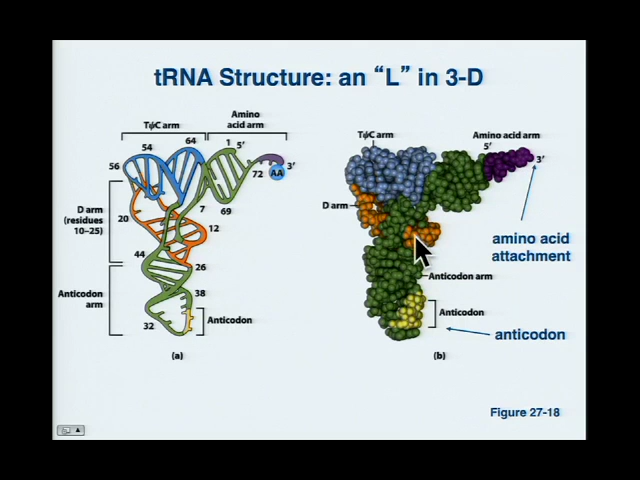 tRNA Structure: an “L” in 3-D
TψC arm
Amino
acid arm
54
64
1 5′
56
3′
72 AA
D arm
(residues
10–25)
20
7
69
12
44
26
Anticodon
arm
38
32
Anticodon
(a)
TψC arm
Amino acid arm
5′
3′
D arm
amino acid
attachment
Anticodon arm
Anticodon
anticodon
(b)
Figure 27-18